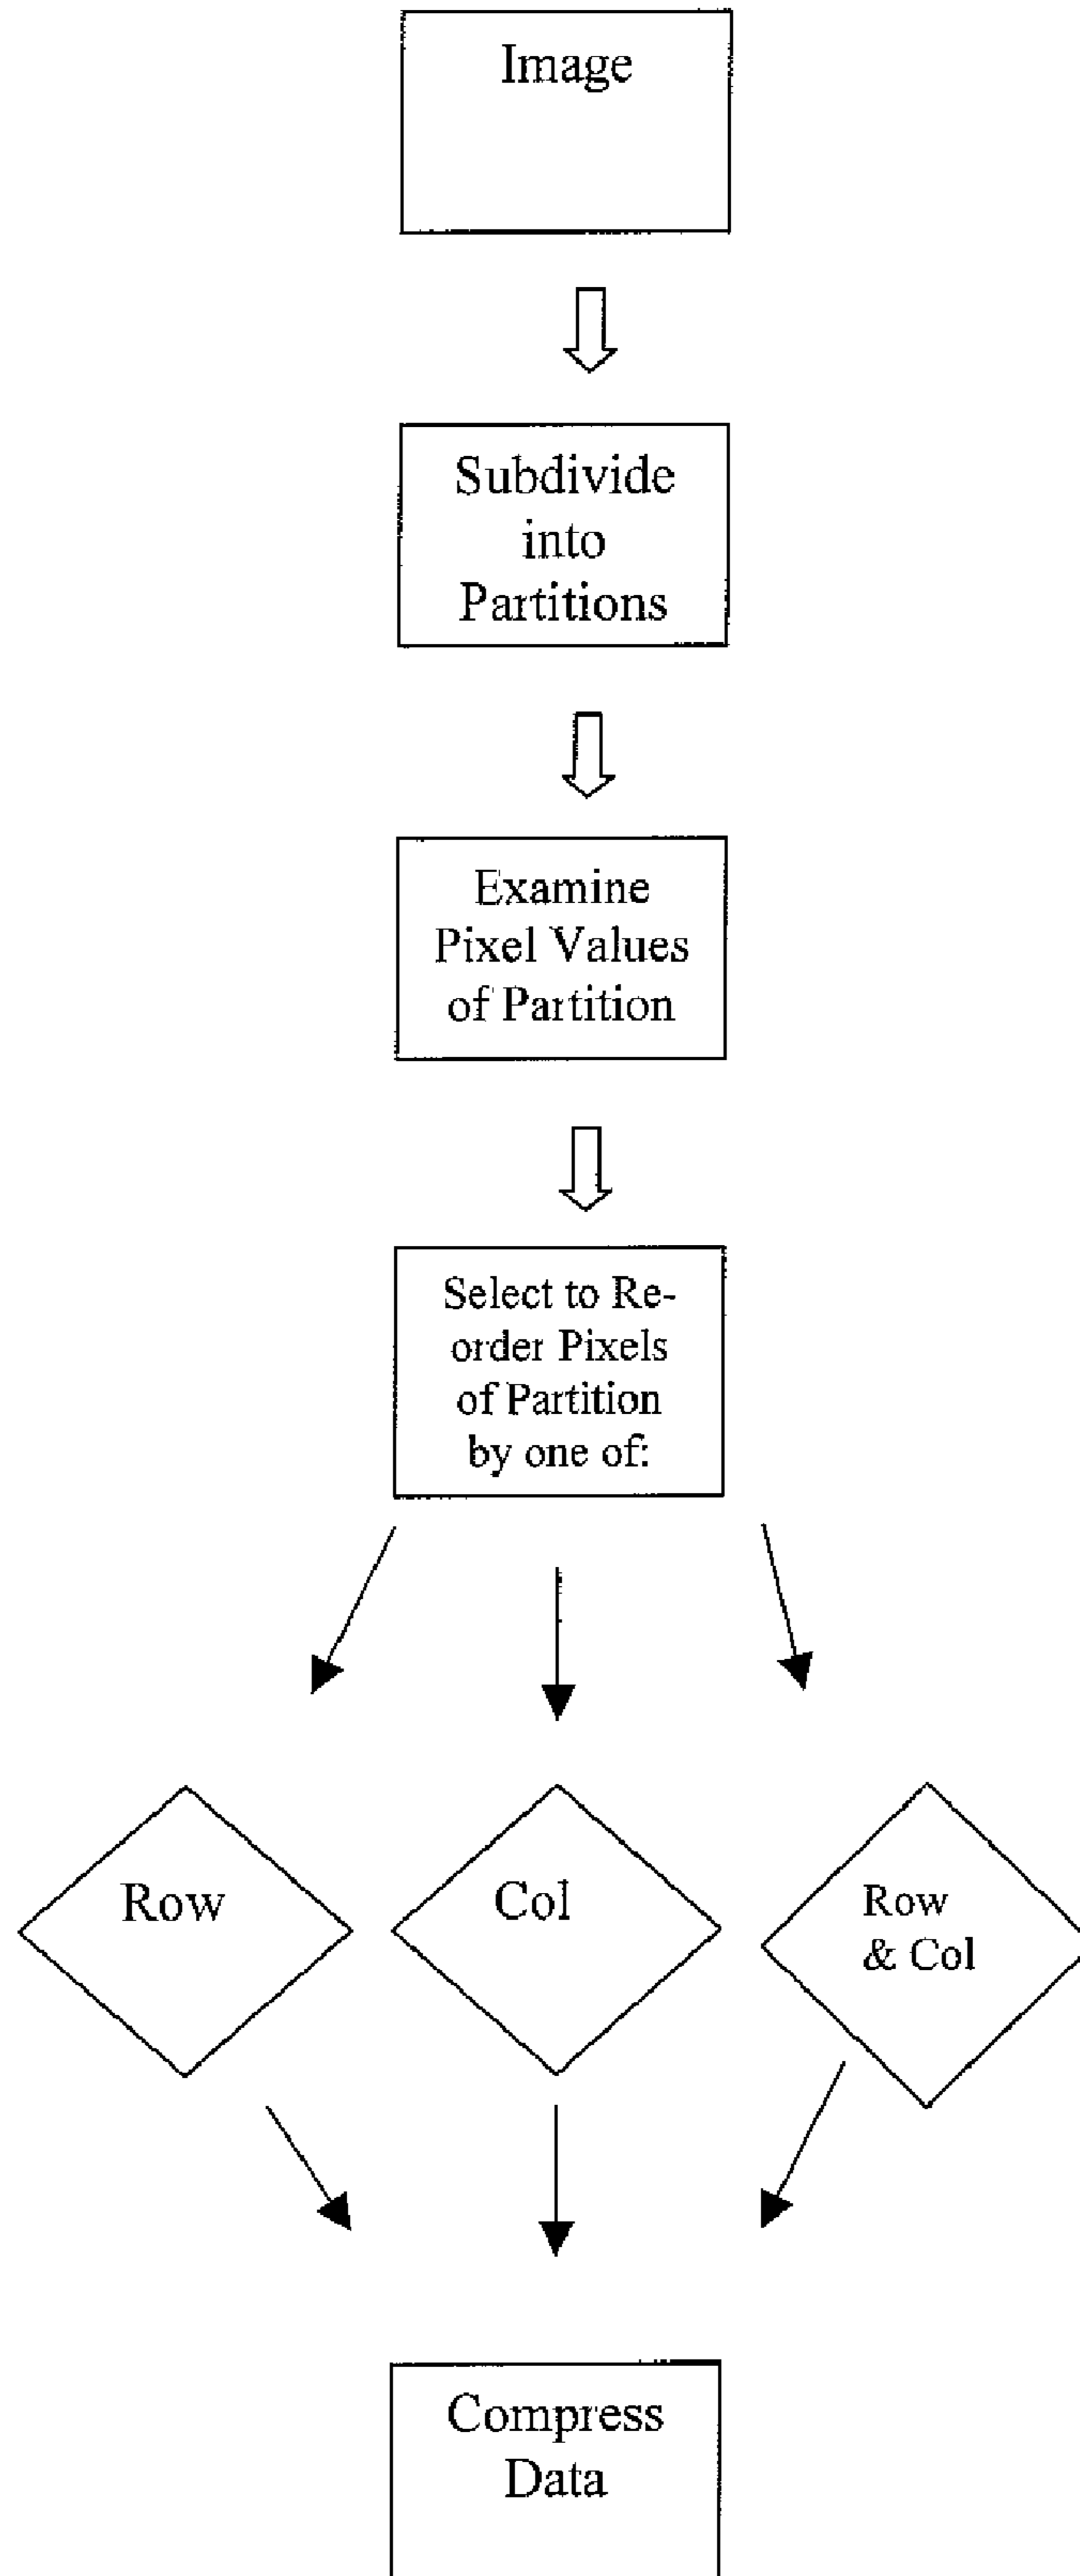 Image
Subdivide
into
Partitions
Examine
Pixel Values
of Partition
Select to Re-
order Pixels
of Partition
by one of:
Row
Col
Row
& Col
Compress
Data